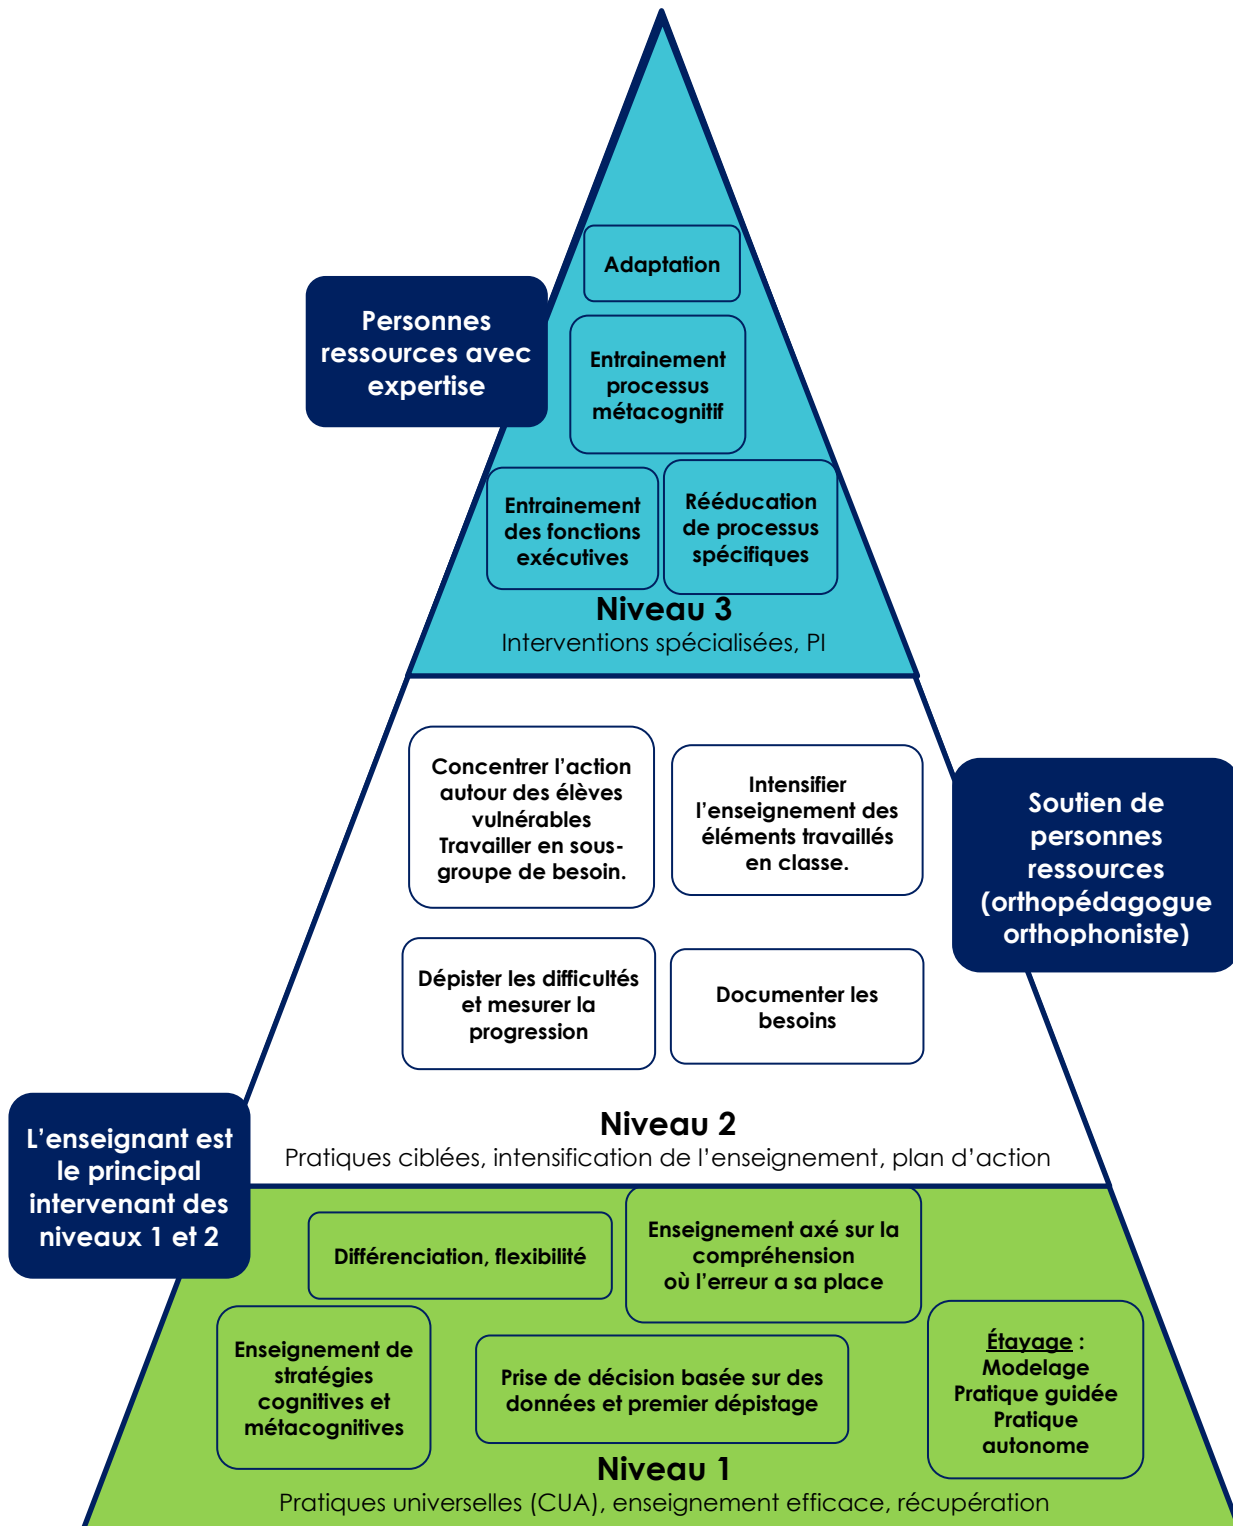 Adaptation
Personnes
ressources avec
expertise
Entrainement
processus
métacognitif
Entrainement
des fonctions
exécutives
Rééducation
de processus
spécifiques
Niveau 3
Interventions spécialisées, PI
Concentrer l’action
autour des élèves
vulnérables
Travailler en sous-
groupe de besoin.
Intensifier
l’enseignement des
éléments travaillés
en classe.
Soutien de
personnes
ressources
(orthopédagogue
orthophoniste)
Dépister les difficultés
et mesurer la
progression
Documenter les
besoins
Niveau 2
Pratiques ciblées, intensification de l’enseignement, plan d’action
L’enseignant est
le principal
intervenant des
niveaux 1 et 2
Différenciation, flexibilité
Enseignement axé sur la
compréhension
où l’erreur a sa place
Enseignement de
stratégies
cognitives et
métacognitives
Prise de décision basée sur des
données et premier dépistage
Étayage :
Modelage
Pratique guidée
Pratique
autonome
Niveau 1
Pratiques universelles (CUA), enseignement efficace, récupération